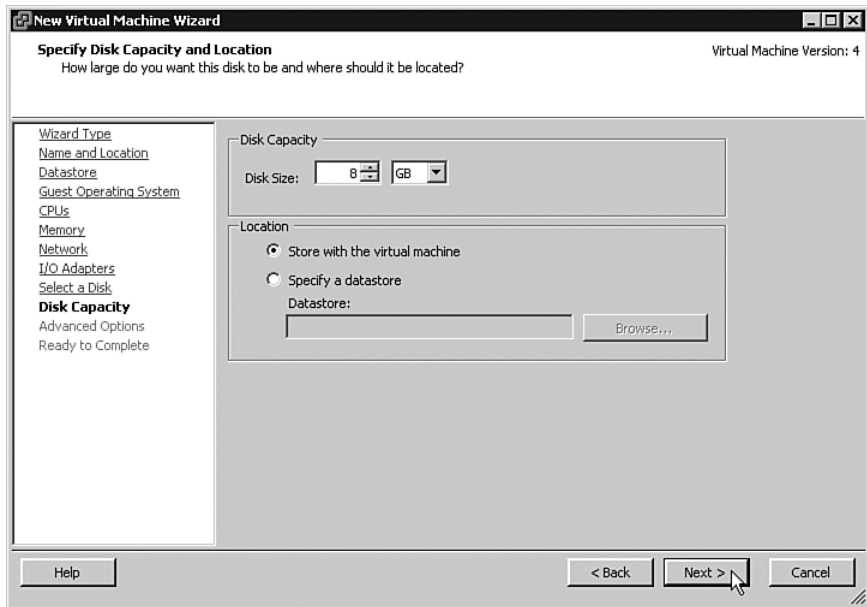 New Virtual Machine Wizard
Specify Disk Capacity and Location
How large do you want this disk to be and where should it be located?
Virtual Machine Version: 4
Wizard Type
Name and Location
Datastore
Guest Operating System
CPUs
Memory
Network
I/O Adapters
Select a Disk
Disk Capacity
Advanced Options
Ready to Complete
Disk Capacity
Disk Size: 8 GB
Location
Store with the virtual machine
Specify a datastore
Datastore:
Browse...
Help
< Back
Next >
Cancel